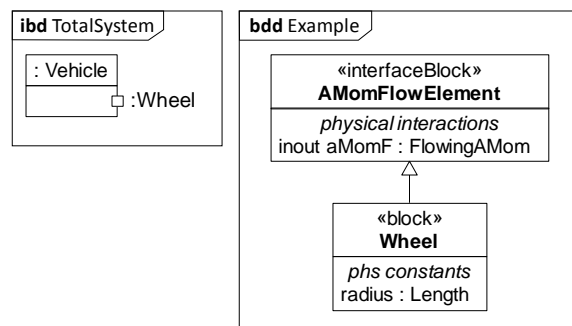 ibd TotalSystem
: Vehicle
:Wheel
bdd Example
«interfaceBlock»
AMomFlowElement
physical interactions
inout aMomF : FlowingAMom
«block»
Wheel
phs constants
radius : Length